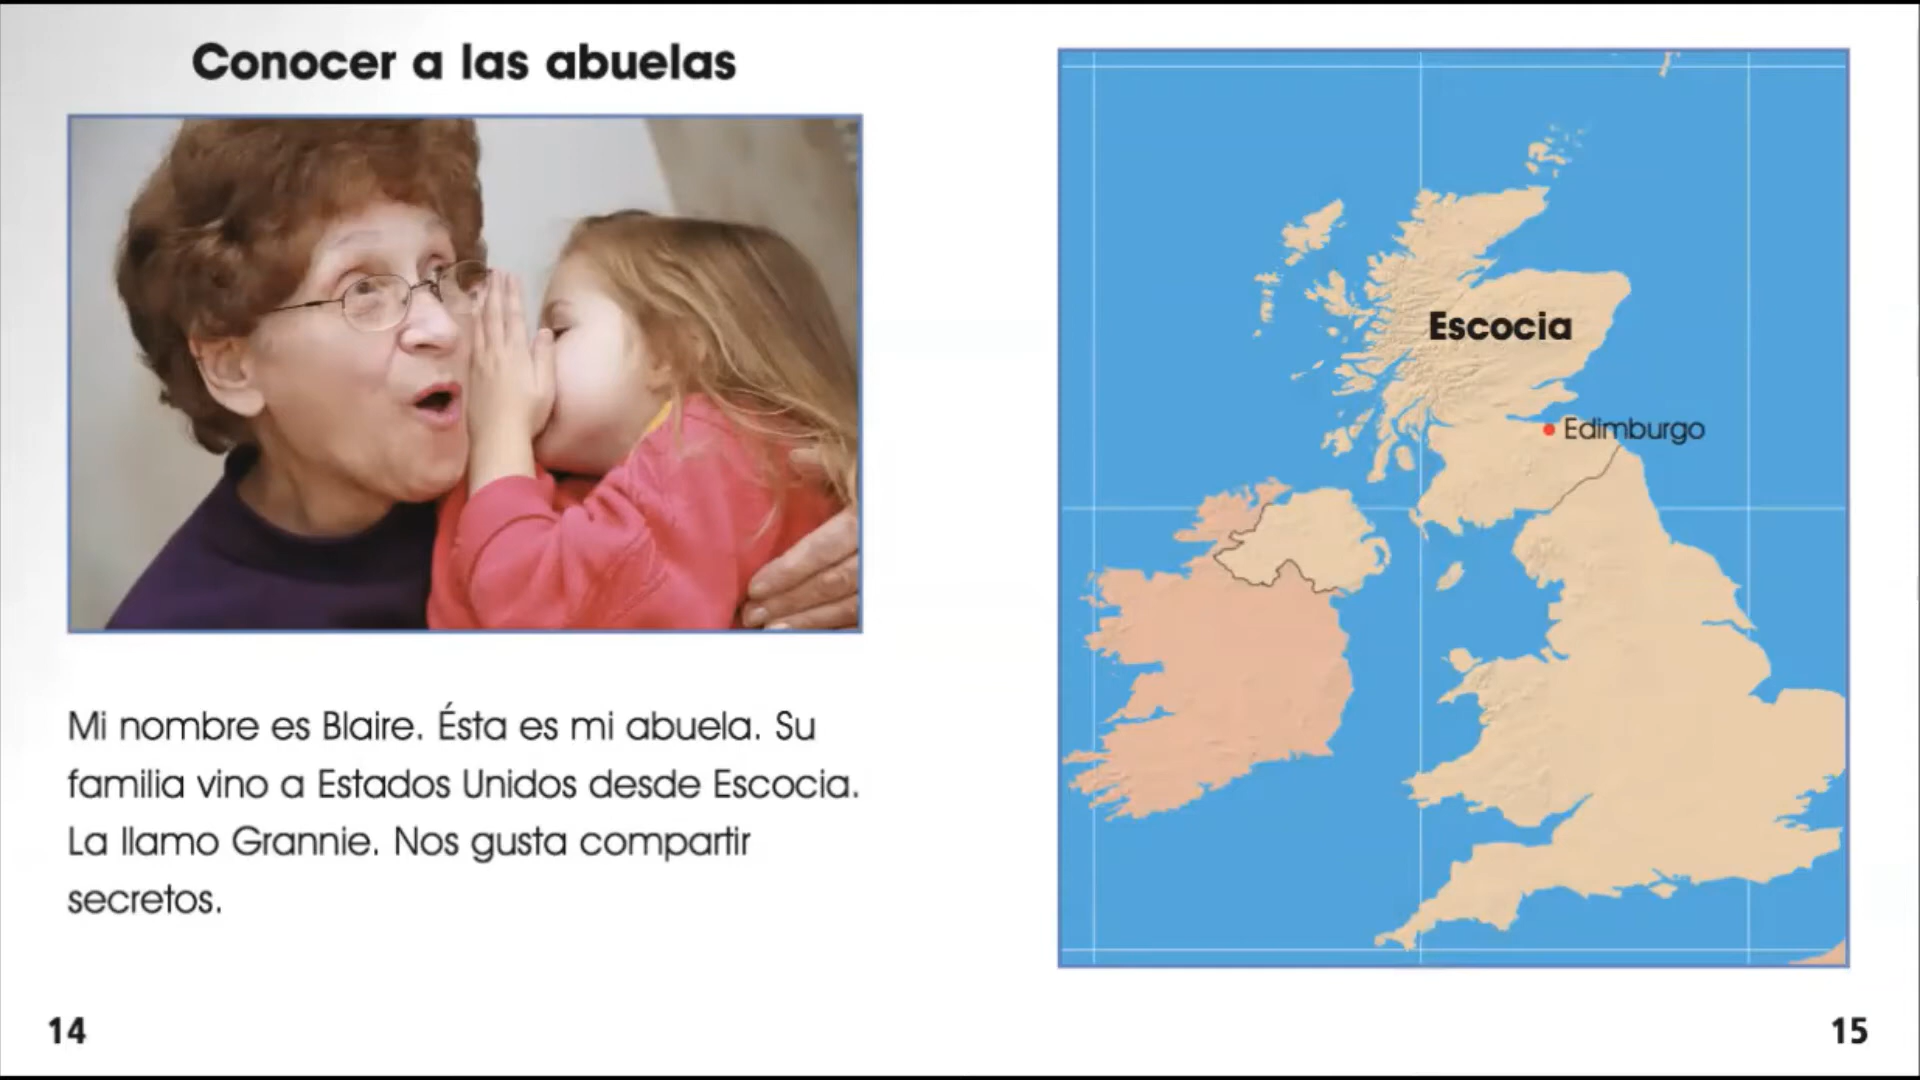 Conocer a las abuelas
Mi nombre es Blaire. Ésta es mi abuela. Su
familia vino a Estados Unidos desde Escocia.
La llamo Grannie. Nos gusta compartir
secretos.
14
Escocia
Edimburgo
15